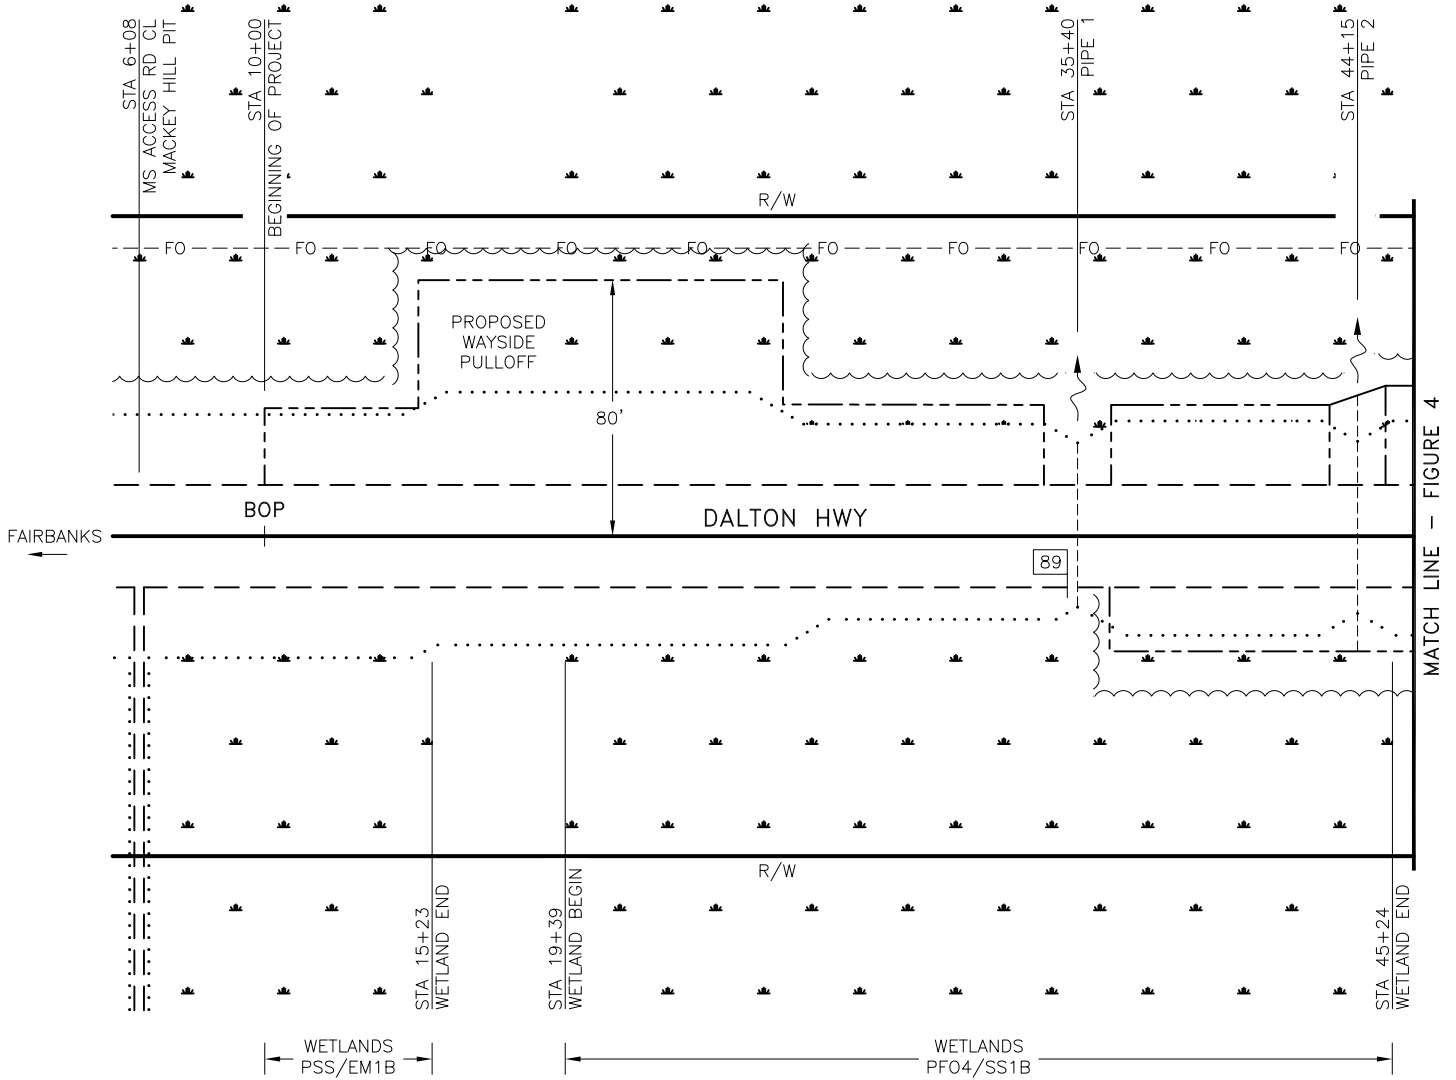 STA 6+08
MS ACCESS RD CL
MACKEY HILL PIT
STA 10+00
BEGINNING OF PROJECT
STA 35+40
PIPE 1
STA 44+15
PIPE 2
R/W
FO FO FO FO FO FO FO FO FO FO
PROPOSED
WAYSIDE
PULLOFF
80'
BOP
DALTON HWY
FAIRBANKS
89
MATCH LINE - FIGURE 4
R/W
STA 15+23
WETLAND END
STA 19+39
WETLAND BEGIN
STA 45+24
WETLAND END
WETLANDS
PSS/EM1B
WETLANDS
PFO4/SS1B